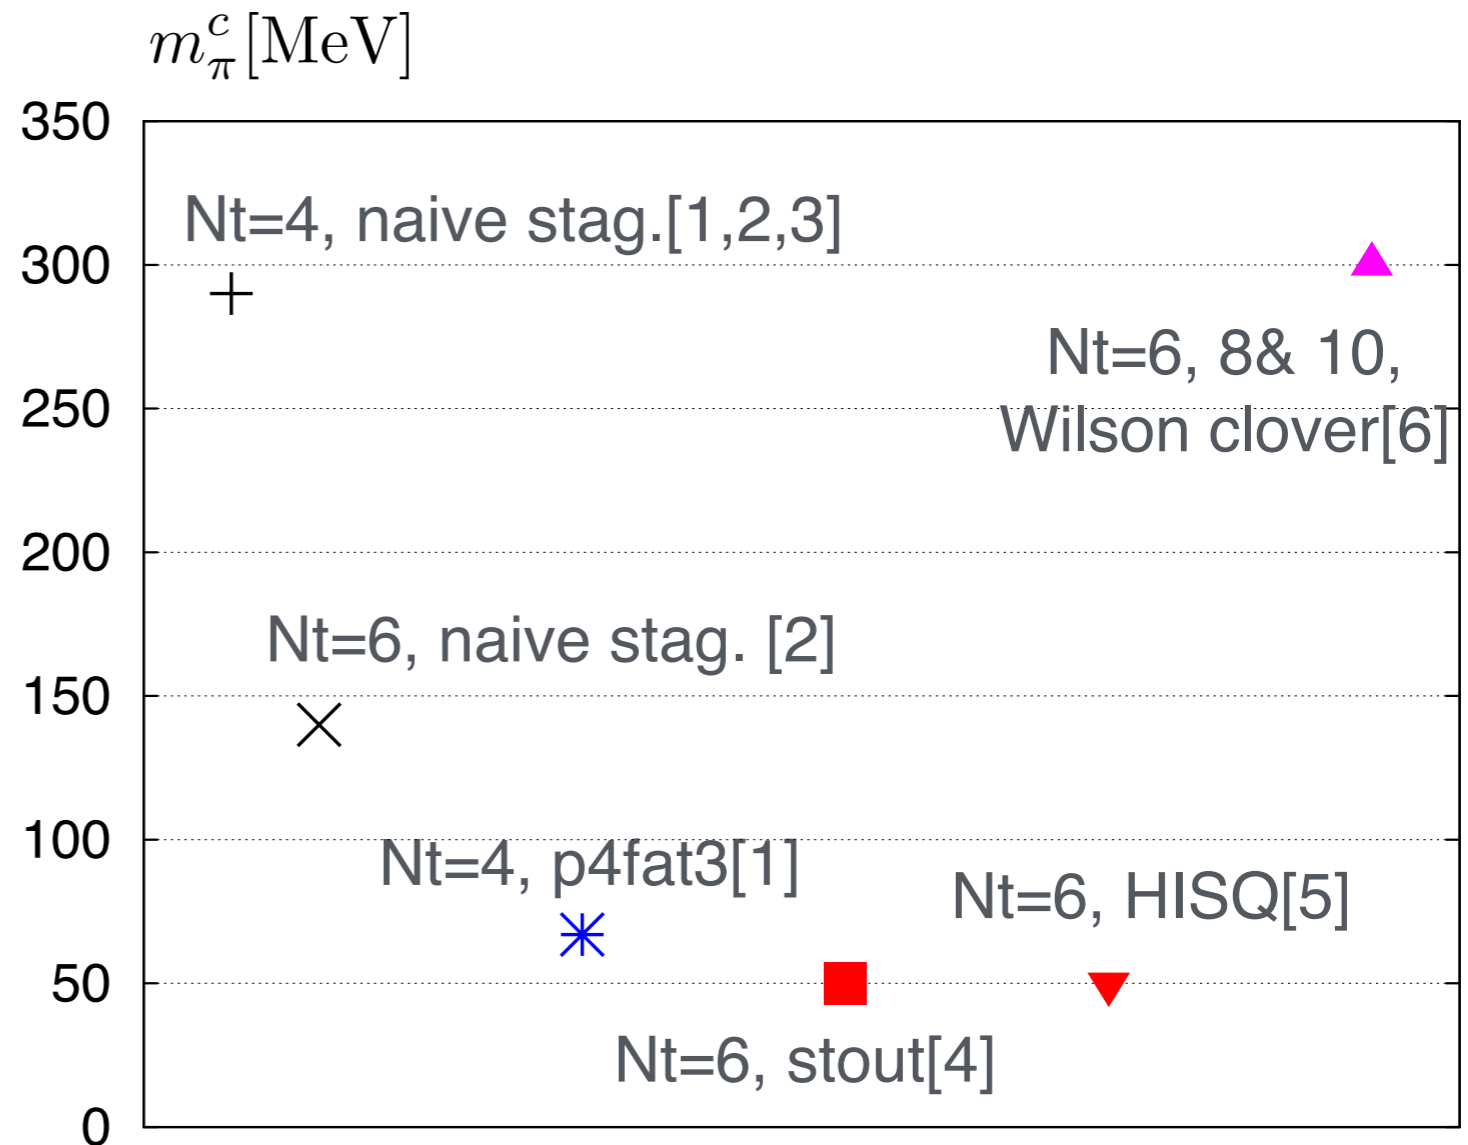 m_π^c[MeV]
350
Nt=4, naive stag.[1,2,3]
300
Nt=6, 8& 10,
250
Wilson clover[6]
200
Nt=6, naive stag. [2]
150
100
Nt=4, p4fat3[1]
Nt=6, HISQ[5]
50
Nt=6, stout[4]
0